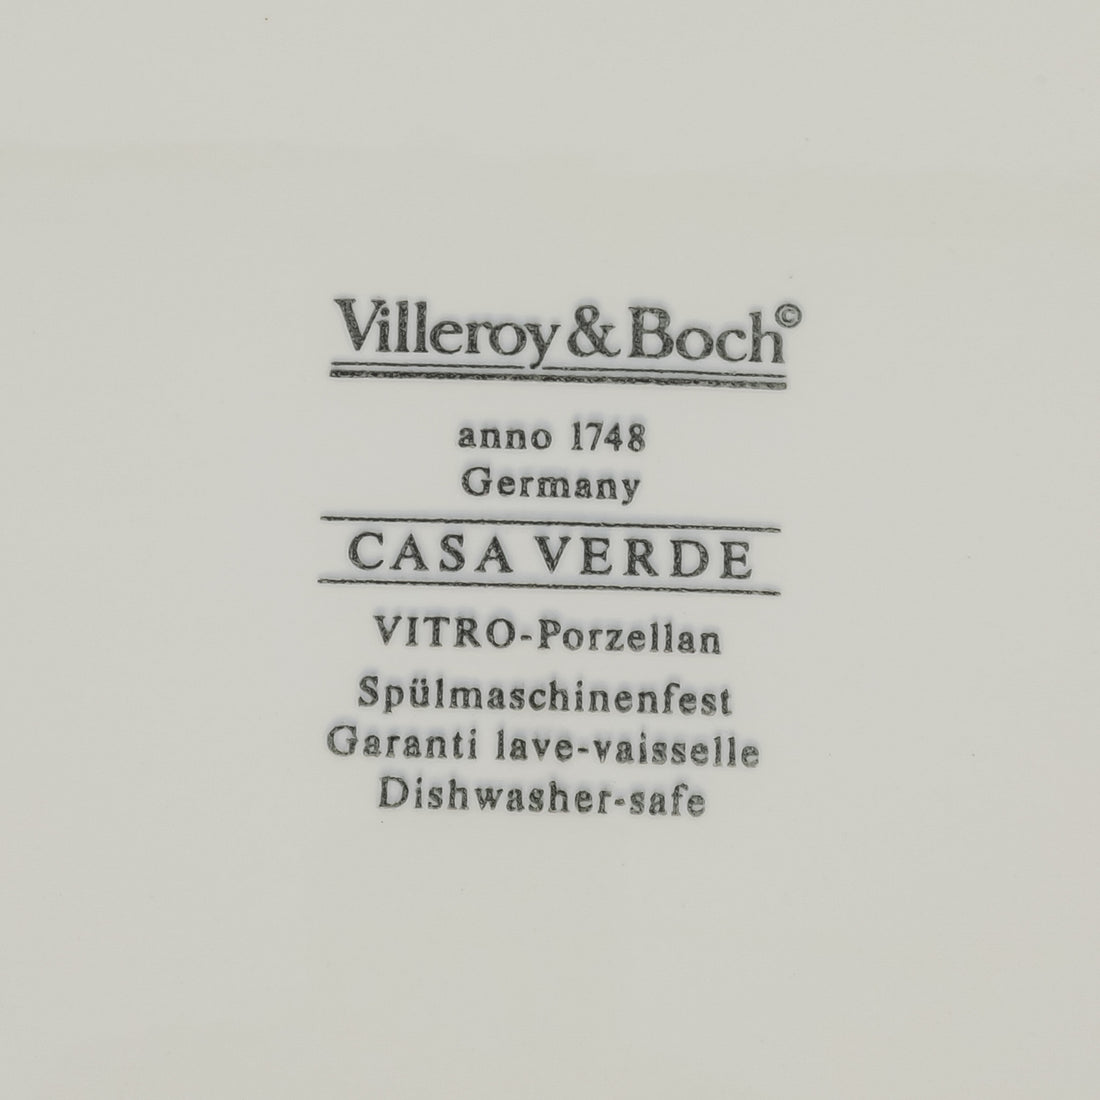 Villeroy & Boch©
anno 1748
Germany
CASA VERDE
VITRO-Porzellan
Spülmaschinenfest
Garanti lave-vaisselle
Dishwasher-safe